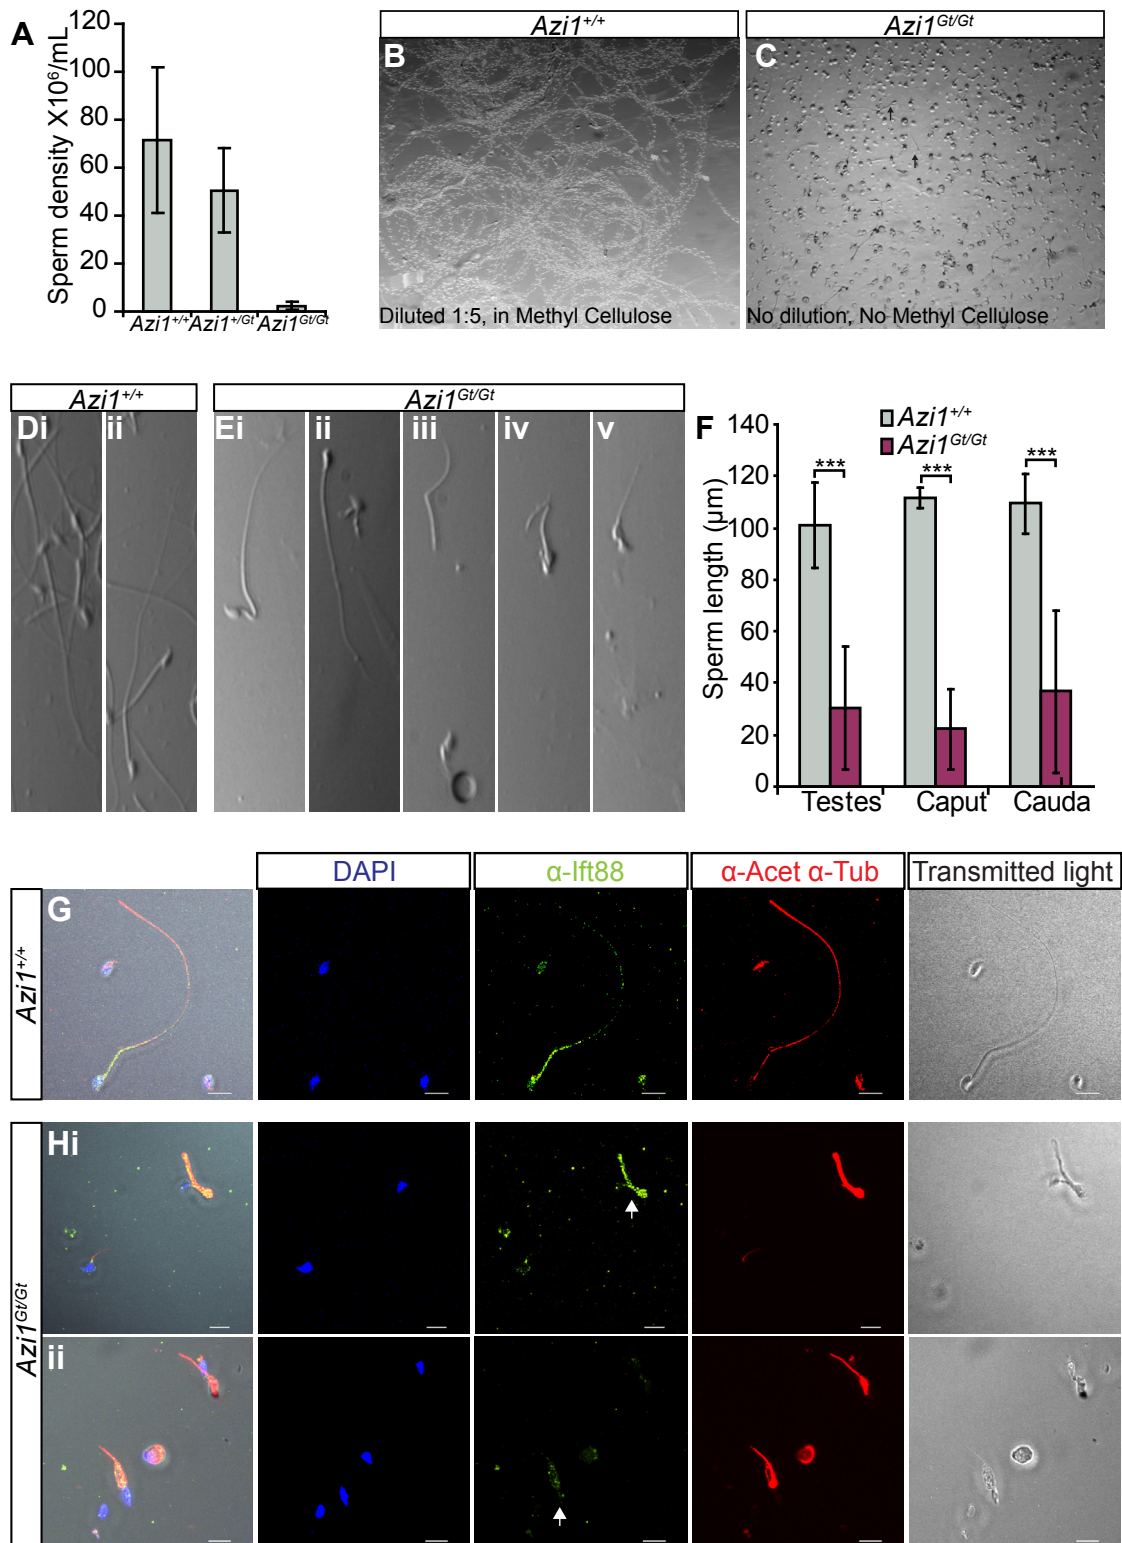 A
Sperm density X10⁶/mL
120
100
80
60
40
20
0
Azi1+/+ Azi1+/Gt Azi1Gt/Gt
Azi1+/+
B
Diluted 1:5, in Methyl Cellulose
Azi1Gt/Gt
C
No dilution, No Methyl Cellulose
Azi1+/+
Di ii
Azi1Gt/Gt
Ei ii iii iv v
F
Azi1+/+
Azi1Gt/Gt
Sperm length (µm)
140
120
100
80
60
40
20
0
*** *** ***
Testes Caput Cauda
DAPI α-Ift88 α-Acet α-Tub Transmitted light
Azi1+/+
G
Azi1Gt/Gt
Hi
ii